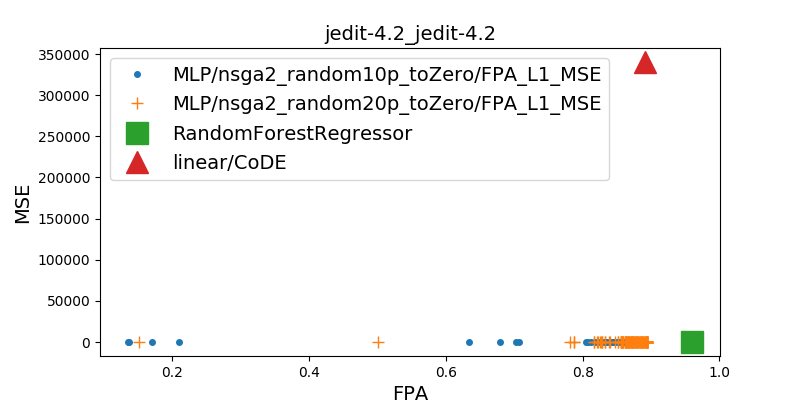 jedit-4.2_jedit-4.2
MSE
350000
300000
250000
200000
150000
100000
50000
0
MLP/nsga2_random10p_toZero/FPA_L1_MSE
MLP/nsga2_random20p_toZero/FPA_L1_MSE
RandomForestRegressor
linear/CoDE
0.2 0.4 0.6 0.8 1.0
FPA